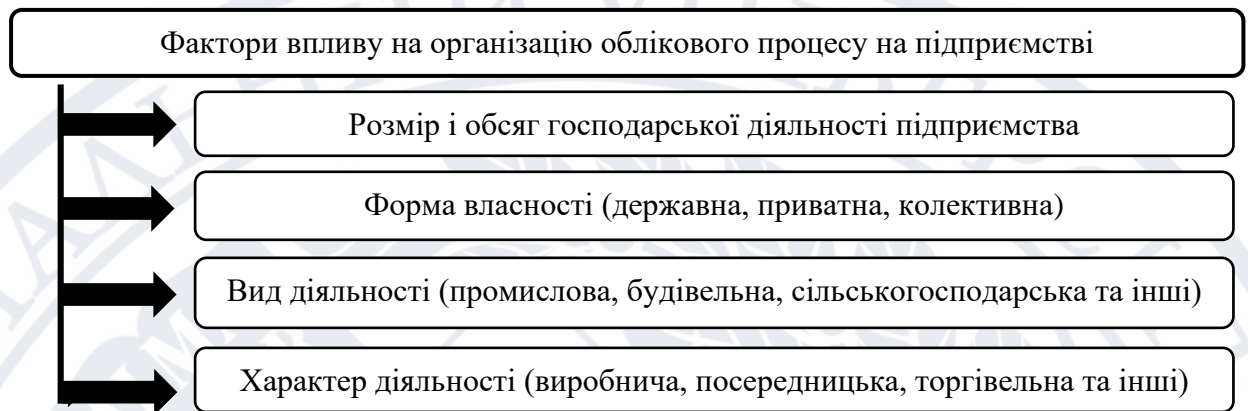 Фактори впливу на організацію облікового процесу на підприємстві
Розмір і обсяг господарської діяльності підприємства
Форма власності (державна, приватна, колективна)
Вид діяльності (промислова, будівельна, сільськогосподарська та інші)
Характер діяльності (виробнича, посередницька, торгівельна та інші)